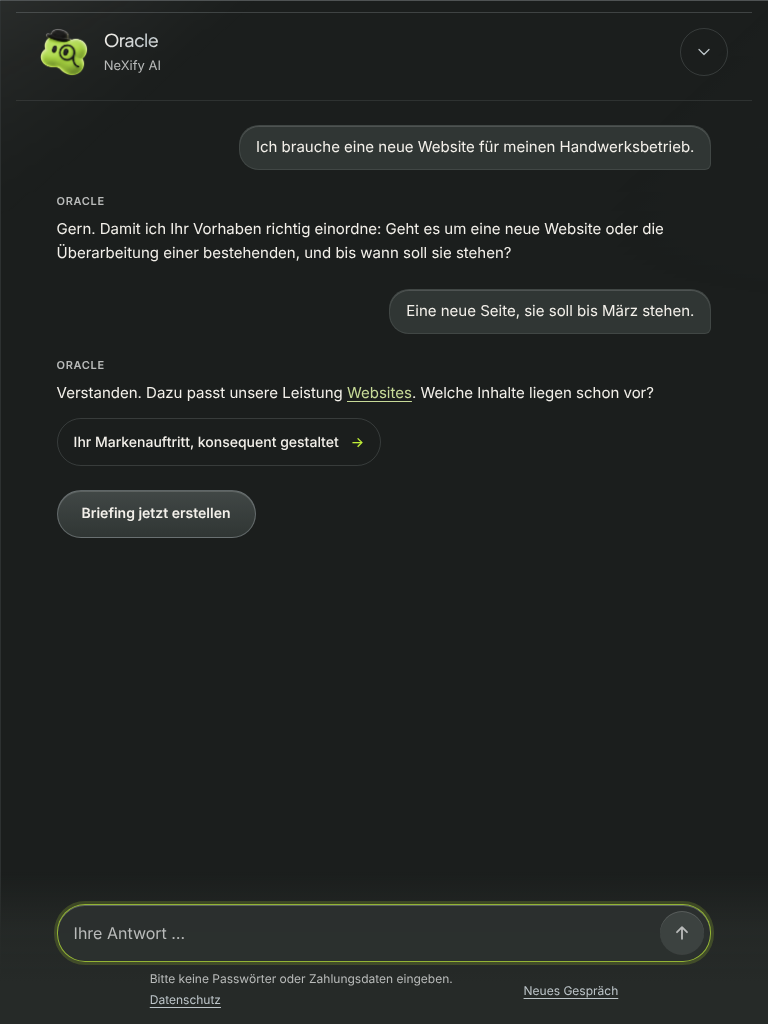 Oracle
NeXify AI
Ich brauche eine neue Website für meinen Handwerksbetrieb.
ORACLE
Gern. Damit ich Ihr Vorhaben richtig einordne: Geht es um eine neue Website oder die
Überarbeitung einer bestehenden, und bis wann soll sie stehen?
Eine neue Seite, sie soll bis März stehen.
ORACLE
Verstanden. Dazu passt unsere Leistung Websites. Welche Inhalte liegen schon vor?
Ihr Markenauftritt, konsequent gestaltet →
Briefing jetzt erstellen
Ihre Antwort ...
Bitte keine Passwörter oder Zahlungsdaten eingeben.
Datenschutz
Neues Gespräch